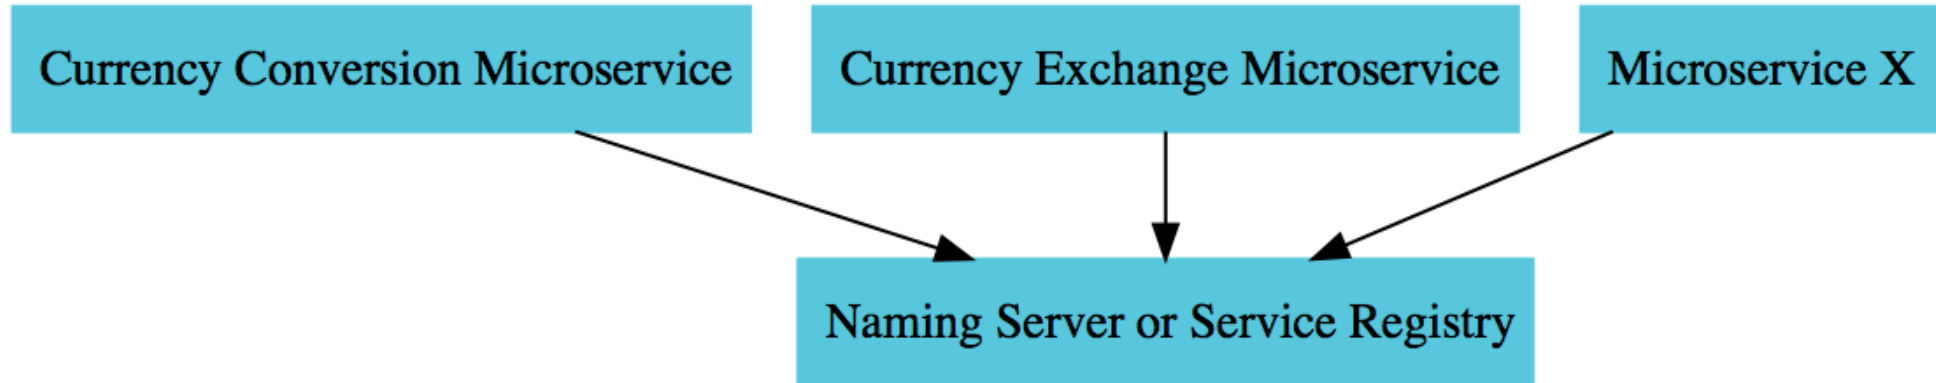 Currency Conversion Microservice
Currency Exchange Microservice
Microservice X
Naming Server or Service Registry